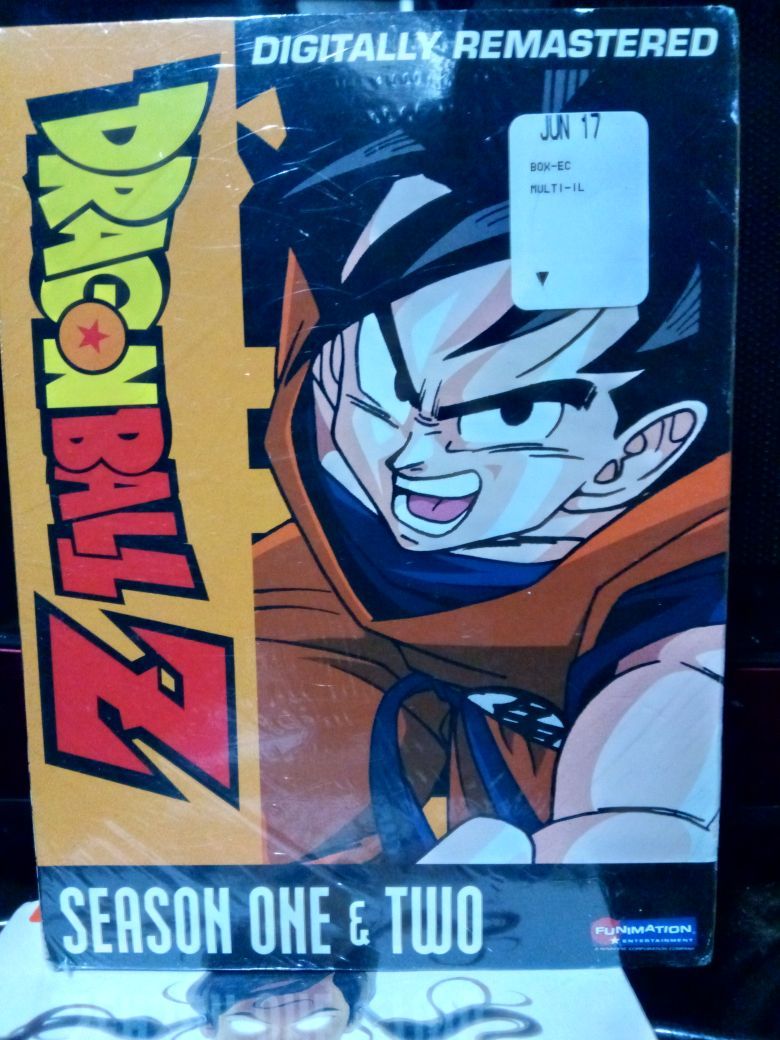 DIGITALLY REMASTERED
JUN 17
BOX-EC
MULTI-IL
DRAGON BALL Z
SEASON ONE & TWO
FUNIMATION
ENTERTAINMENT